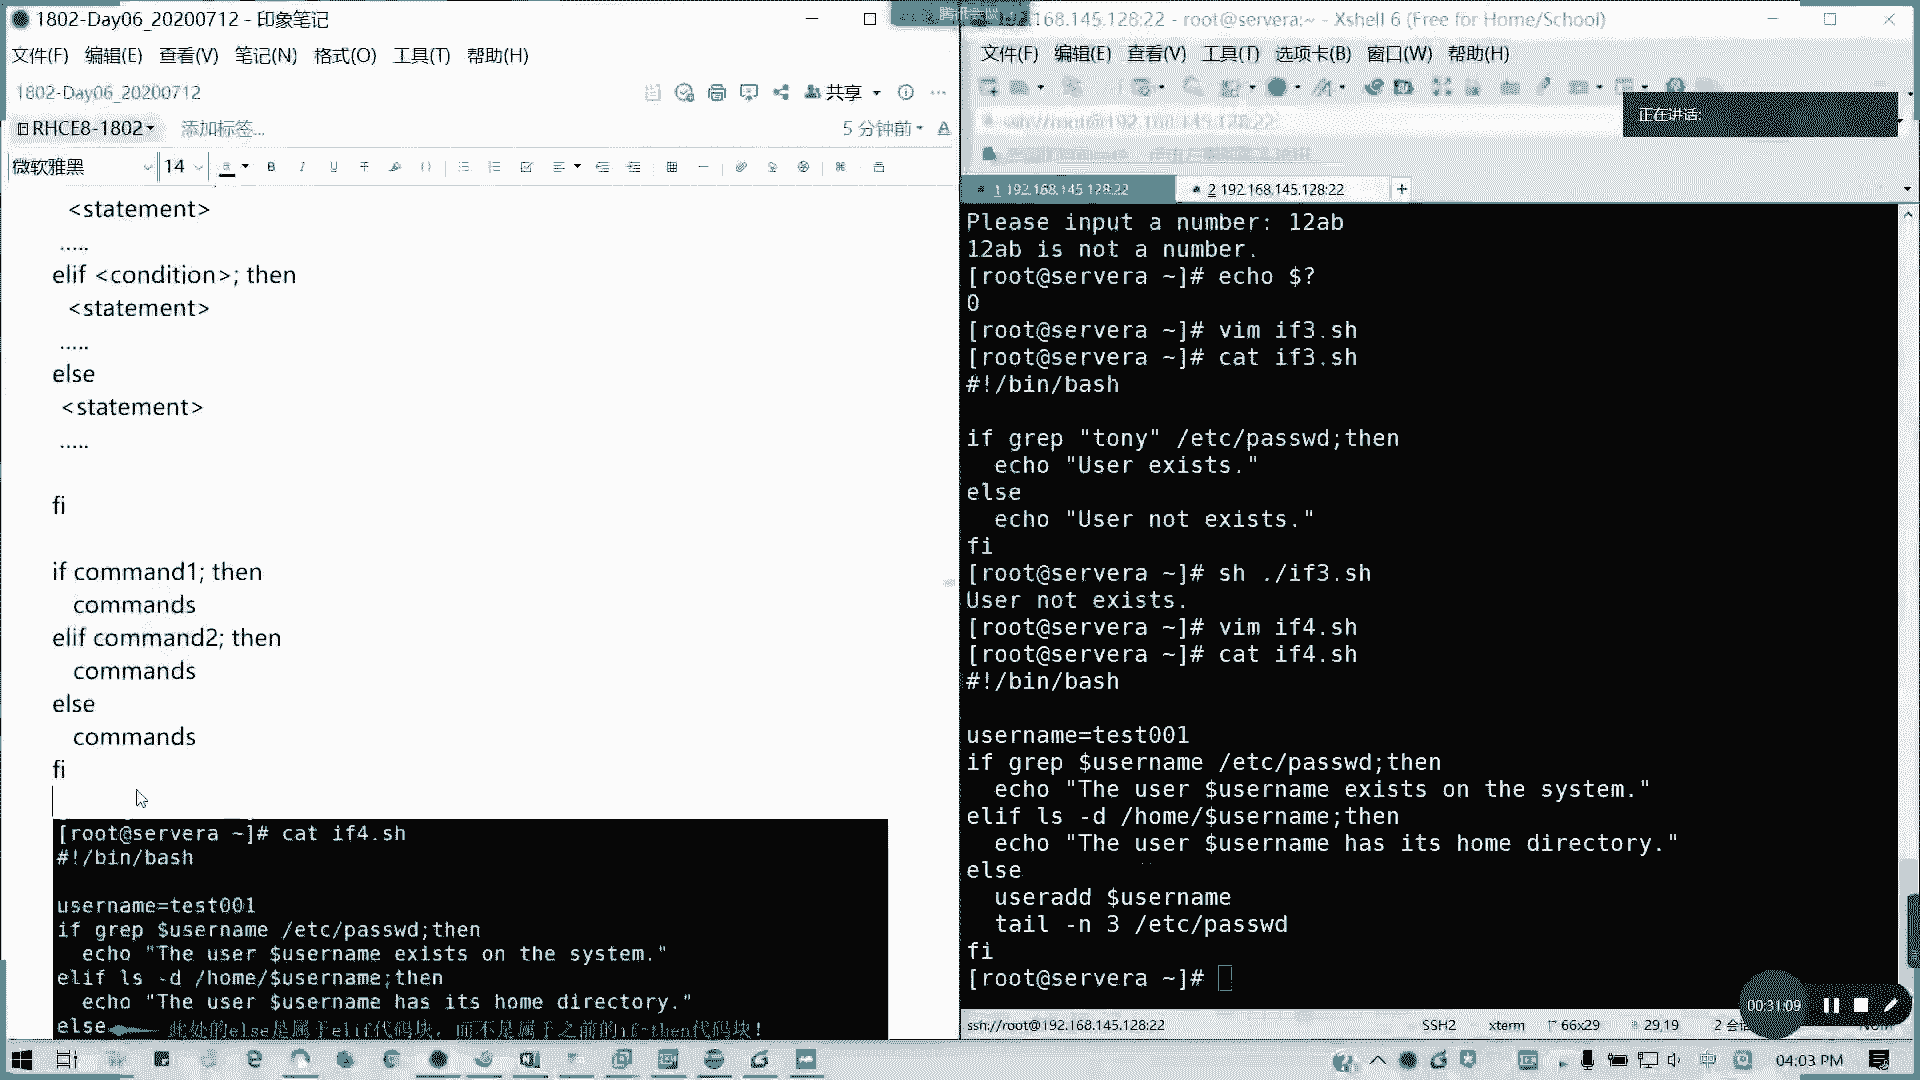 1802-Day06_20200712 - 印象笔记
文件(F) 编辑(E) 查看(V) 笔记(N) 格式(O) 工具(T) 帮助(H)
1802-Day06_20200712
共享
RHCE8-1802
添加标签...
5 分钟前
微软雅黑
14
<statement>
.....
elif <condition>; then
<statement>
.....
else
<statement>
.....
fi
if command1; then
commands
elif command2; then
commands
else
commands
fi
[root@servera ~]# cat if4.sh
#!/bin/bash
username=test001
if grep $username /etc/passwd;then
echo "The user $username exists on the system."
elif ls -d /home/$username;then
echo "The user $username has its home directory."
else
此处的else是属于elif代码块，而不是属于之前的if-then代码块！
192.168.145.128:22 - root@servera:~ - Xshell 6 (Free for Home/School)
文件(F) 编辑(E) 查看(V) 工具(T) 选项卡(B) 窗口(W) 帮助(H)
ssh://root@192.168.145.128:22
正在讲话:
1 192.168.145.128:22
2 192.168.145.128:22
Please input a number: 12ab
12ab is not a number.
[root@servera ~]# echo $?
0
[root@servera ~]# vim if3.sh
[root@servera ~]# cat if3.sh
#!/bin/bash
if grep "tony" /etc/passwd;then
echo "User exists."
else
echo "User not exists."
fi
[root@servera ~]# sh ./if3.sh
User not exists.
[root@servera ~]# vim if4.sh
[root@servera ~]# cat if4.sh
#!/bin/bash
username=test001
if grep $username /etc/passwd;then
echo "The user $username exists on the system."
elif ls -d /home/$username;then
echo "The user $username has its home directory."
else
useradd $username
tail -n 3 /etc/passwd
fi
[root@servera ~]#
00:31:09
ssh://root@192.168.145.128:22
SSH2
xterm
66x29
29,19
04:03 PM